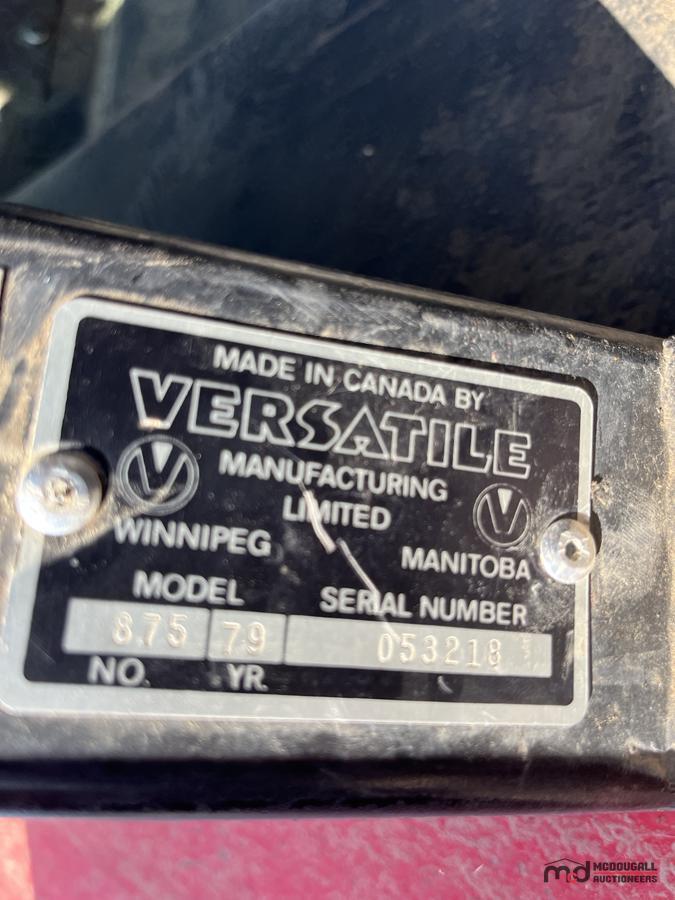 MADE IN CANADA BY
VERSATILE
MANUFACTURING
LIMITED
WINNIPEG MANITOBA
MODEL SERIAL NUMBER
875 79 053218
NO. YR.
md MCDOUGALL
AUCTIONEERS